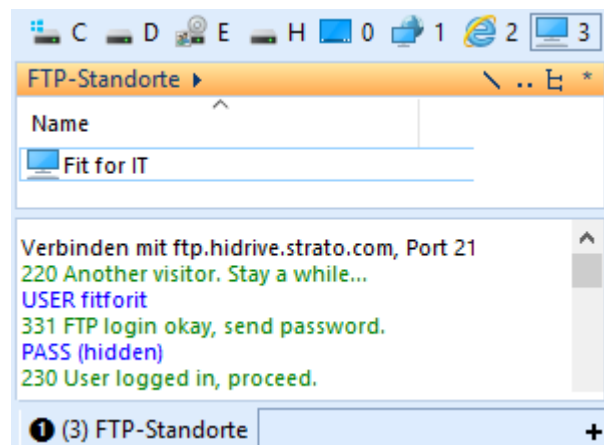 C D E H 0 1 2 3
FTP-Standorte
\ .. *
Name
Fit for IT
Verbinden mit ftp.hidrive.strato.com, Port 21
220 Another visitor. Stay a while...
USER fitforit
331 FTP login okay, send password.
PASS (hidden)
230 User logged in, proceed.
1 (3) FTP-Standorte +